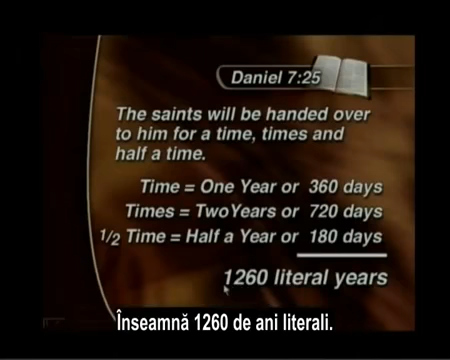 Daniel 7:25
The saints will be handed over
to him for a time, times and
half a time.
Time = One Year or 360 days
Times = Two Years or 720 days
1/2 Time = Half a Year or 180 days
1260 literal years
Înseamnă 1260 de ani literali.